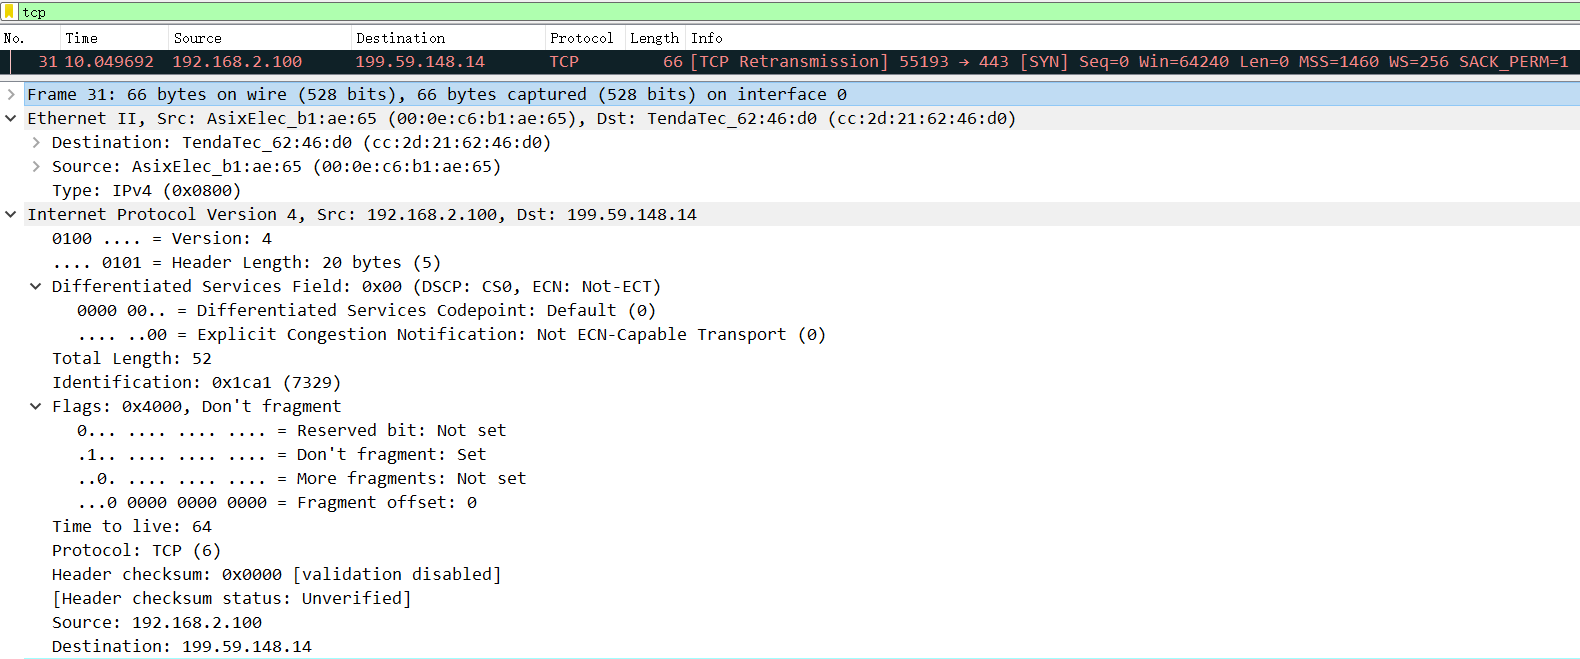 tcp
No. Time Source Destination Protocol Length Info
31 10.049692 192.168.2.100 199.59.148.14 TCP 66 [TCP Retransmission] 55193 → 443 [SYN] Seq=0 Win=64240 Len=0 MSS=1460 WS=256 SACK_PERM=1
Frame 31: 66 bytes on wire (528 bits), 66 bytes captured (528 bits) on interface 0
Ethernet II, Src: AsixElec_b1:ae:65 (00:0e:c6:b1:ae:65), Dst: TendaTec_62:46:d0 (cc:2d:21:62:46:d0)
Destination: TendaTec_62:46:d0 (cc:2d:21:62:46:d0)
Source: AsixElec_b1:ae:65 (00:0e:c6:b1:ae:65)
Type: IPv4 (0x0800)
Internet Protocol Version 4, Src: 192.168.2.100, Dst: 199.59.148.14
0100 .... = Version: 4
.... 0101 = Header Length: 20 bytes (5)
Differentiated Services Field: 0x00 (DSCP: CS0, ECN: Not-ECT)
0000 00.. = Differentiated Services Codepoint: Default (0)
.... ..00 = Explicit Congestion Notification: Not ECN-Capable Transport (0)
Total Length: 52
Identification: 0x1ca1 (7329)
Flags: 0x4000, Don't fragment
0... .... .... .... = Reserved bit: Not set
.1.. .... .... .... = Don't fragment: Set
..0. .... .... .... = More fragments: Not set
...0 0000 0000 0000 = Fragment offset: 0
Time to live: 64
Protocol: TCP (6)
Header checksum: 0x0000 [validation disabled]
[Header checksum status: Unverified]
Source: 192.168.2.100
Destination: 199.59.148.14